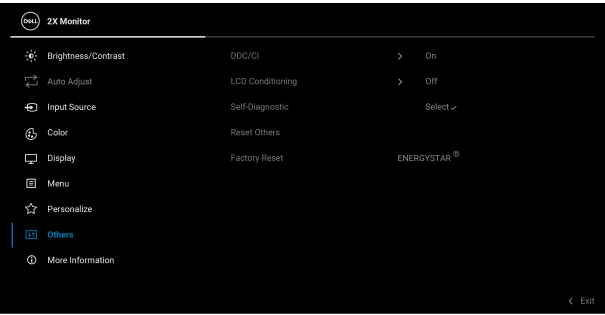 DELL 2X Monitor
Brightness/Contrast DDC/CI > On
Auto Adjust LCD Conditioning > Off
Input Source Self-Diagnostic Select ✓
Color Reset Others
Display Factory Reset ENERGYSTAR ®
Menu
Personalize
Others
More Information
< Exit